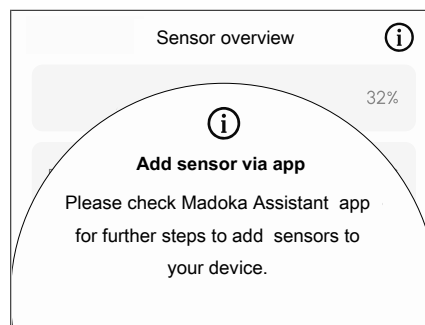 Sensor overview
32%
Add sensor via app
Please check Madoka Assistant app
for further steps to add sensors to
your device.